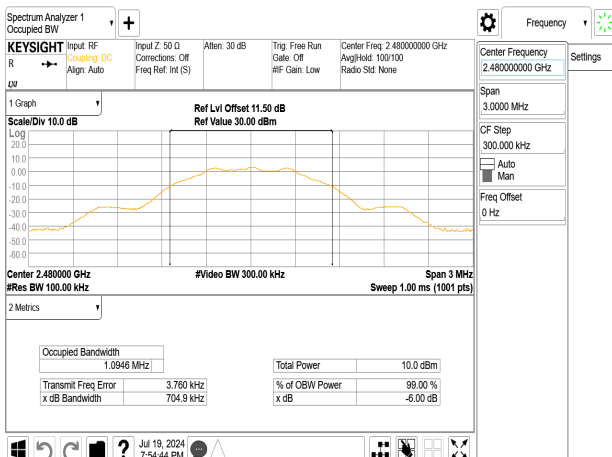 Spectrum Analyzer 1
Occupied BW
Frequency
KEYSIGHT
R
LXI
Input: RF
Coupling: DC
Align: Auto
Input Z: 50 Ω
Corrections: Off
Freq Ref: Int (S)
Atten: 30 dB
Trig: Free Run
Gate: Off
#IF Gain: Low
Center Freq: 2.480000000 GHz
Avg|Hold: 100/100
Radio Std: None
Center Frequency
2.480000000 GHz
Settings
Span
3.0000 MHz
CF Step
300.000 kHz
Auto
Man
Freq Offset
0 Hz
1 Graph
Scale/Div 10.0 dB
Ref Lvl Offset 11.50 dB
Ref Value 30.00 dBm
Log
20.0
10.0
0.00
-10.0
-20.0
-30.0
-40.0
-50.0
-60.0
Center 2.480000 GHz
#Video BW 300.00 kHz
Span 3 MHz
#Res BW 100.00 kHz
Sweep 1.00 ms (1001 pts)
2 Metrics
Occupied Bandwidth
1.0946 MHz
Total Power 10.0 dBm
Transmit Freq Error 3.760 kHz
% of OBW Power 99.00 %
x dB Bandwidth 704.9 kHz
x dB -6.00 dB
?
Jul 19, 2024
7:54:44 PM